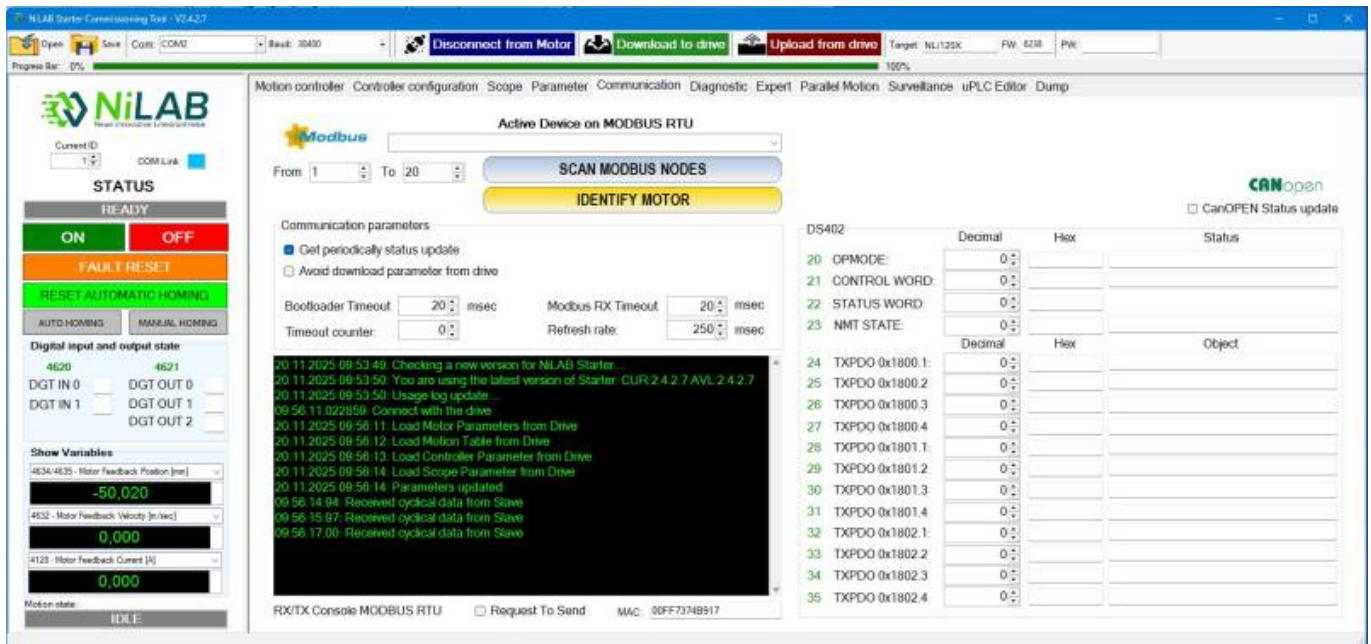 NiLAB Starter Commissioning Tool - V2.4.2.7
Open Save Com: COM2 Baud: 38400 Disconnect from Motor Download to drive Upload from drive Target: FW: 6238 PW:
Progress Bar: 0% 100%
Motion controller Controller configuration Scope Parameter Communication Diagnostic Expert Parallel Motion Surveillance uPLC Editor Dump
NiLAB
Current ID
1 COM Link
STATUS
READY
ON OFF
FAULT RESET
RESET AUTOMATIC HOMING
AUTO HOMING MANUAL HOMING
Digital input and output state
4620 4621
DGT IN 0 DGT OUT 0
DGT IN 1 DGT OUT 1
DGT OUT 2
Show Variables
4634/4635 - Motor Feedback Position [mm]
-50,020
4632 - Motor Feedback Velocity [m/sec]
0,000
4128 - Motor Feedback Current [A]
0,000
Motion state:
IDLE
Modbus
Active Device on MODBUS RTU
From 1 To 20
SCAN MODBUS NODES
IDENTIFY MOTOR
Communication parameters
Get periodically status update
Avoid download parameter from drive
Bootloader Timeout 20 msec Modbus RX Timeout 20 msec
Timeout counter: 0 Refresh rate: 250 msec
20.11.2025 09:53:49: Checking a new version for NiLAB Starter...
20.11.2025 09:53:50: You are using the latest version of Starter: CUR:2.4.2.7 AVL:2.4.2.7
20.11.2025 09:53:50: Usage log update...
09:56:11.022859: Connect with the drive
20.11.2025 09:56:11: Load Motor Parameters from Drive
20.11.2025 09:56:12: Load Motion Table from Drive
20.11.2025 09:56:13: Load Controller Parameter from Drive
20.11.2025 09:56:14: Load Scope Parameter from Drive
20.11.2025 09:56:14: Parameters updated
09:56:14.94: Received cyclical data from Slave
09:56:15.97: Received cyclical data from Slave
09:56:17.00: Received cyclical data from Slave
RX/TX Console MODBUS RTU Request To Send MAC: 00FF7374B917
CANopen
CanOPEN Status update
DS402
Decimal Hex Status
20 OPMODE: 0
21 CONTROL WORD: 0
22 STATUS WORD: 0
23 NMT STATE: 0
Decimal Hex Object
24 TXPDO 0x1800.1: 0
25 TXPDO 0x1800.2 0
26 TXPDO 0x1800.3 0
27 TXPDO 0x1800.4 0
28 TXPDO 0x1801.1: 0
29 TXPDO 0x1801.2 0
30 TXPDO 0x1801.3 0
31 TXPDO 0x1801.4 0
32 TXPDO 0x1802.1: 0
33 TXPDO 0x1802.2 0
34 TXPDO 0x1802.3 0
35 TXPDO 0x1802.4 0